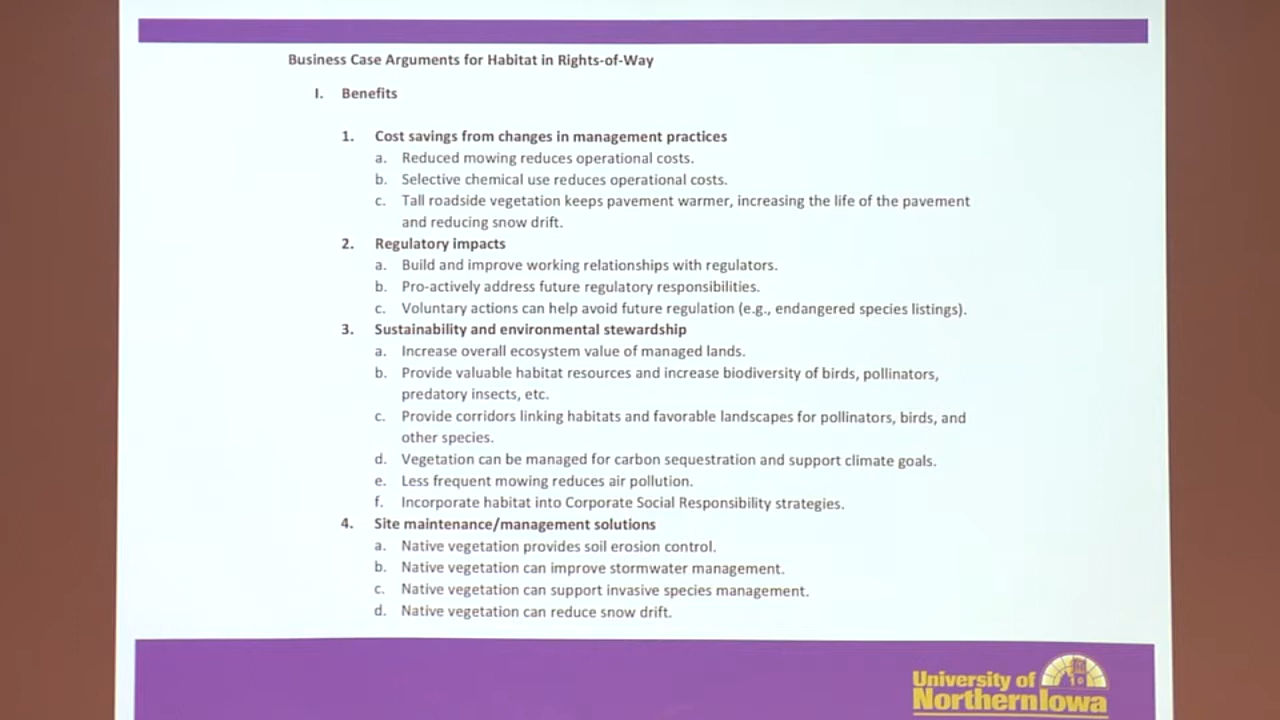 Business Case Arguments for Habitat in Rights-of-Way
I. Benefits
1. Cost savings from changes in management practices
a. Reduced mowing reduces operational costs.
b. Selective chemical use reduces operational costs.
c. Tall roadside vegetation keeps pavement warmer, increasing the life of the pavement
and reducing snow drift.
2. Regulatory impacts
a. Build and improve working relationships with regulators.
b. Pro-actively address future regulatory responsibilities.
c. Voluntary actions can help avoid future regulation (e.g., endangered species listings).
3. Sustainability and environmental stewardship
a. Increase overall ecosystem value of managed lands.
b. Provide valuable habitat resources and increase biodiversity of birds, pollinators,
predatory insects, etc.
c. Provide corridors linking habitats and favorable landscapes for pollinators, birds, and
other species.
d. Vegetation can be managed for carbon sequestration and support climate goals.
e. Less frequent mowing reduces air pollution.
f. Incorporate habitat into Corporate Social Responsibility strategies.
4. Site maintenance/management solutions
a. Native vegetation provides soil erosion control.
b. Native vegetation can improve stormwater management.
c. Native vegetation can support invasive species management.
d. Native vegetation can reduce snow drift.
University of
Northern Iowa